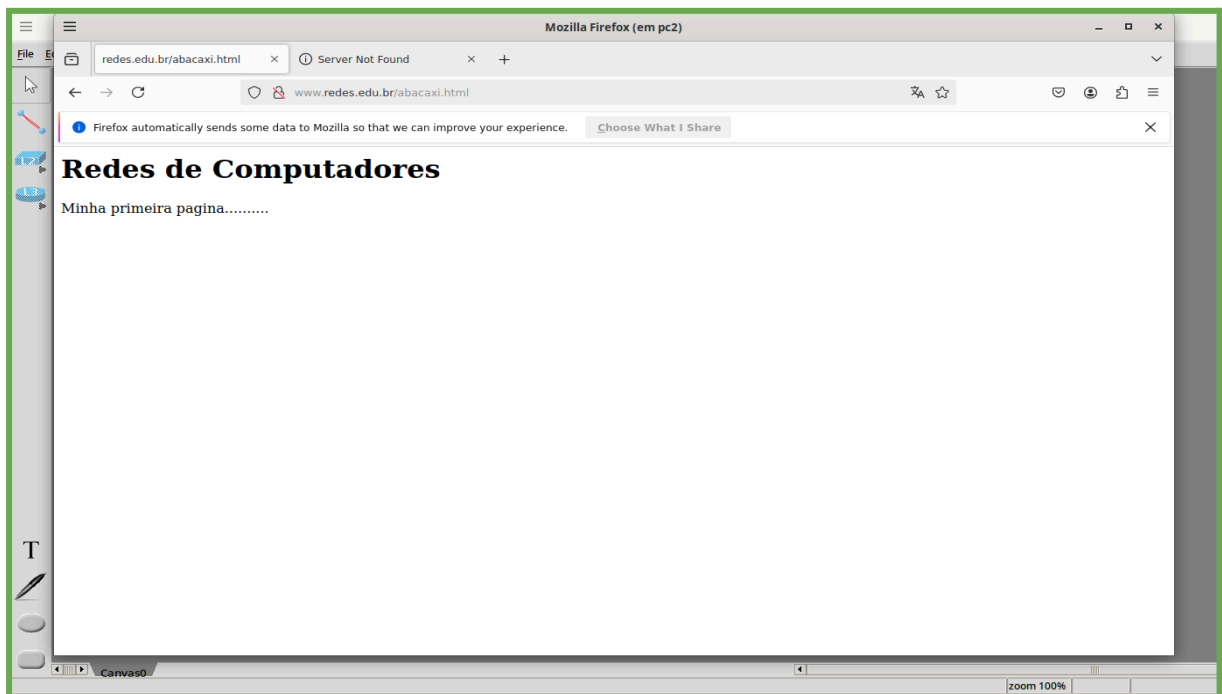 Mozilla Firefox (em pc2)
File
redes.edu.br/abacaxi.html
Server Not Found
www.redes.edu.br/abacaxi.html
Firefox automatically sends some data to Mozilla so that we can improve your experience. Choose What I Share
Redes de Computadores
Minha primeira pagina..........
T
Canvas0
zoom 100%